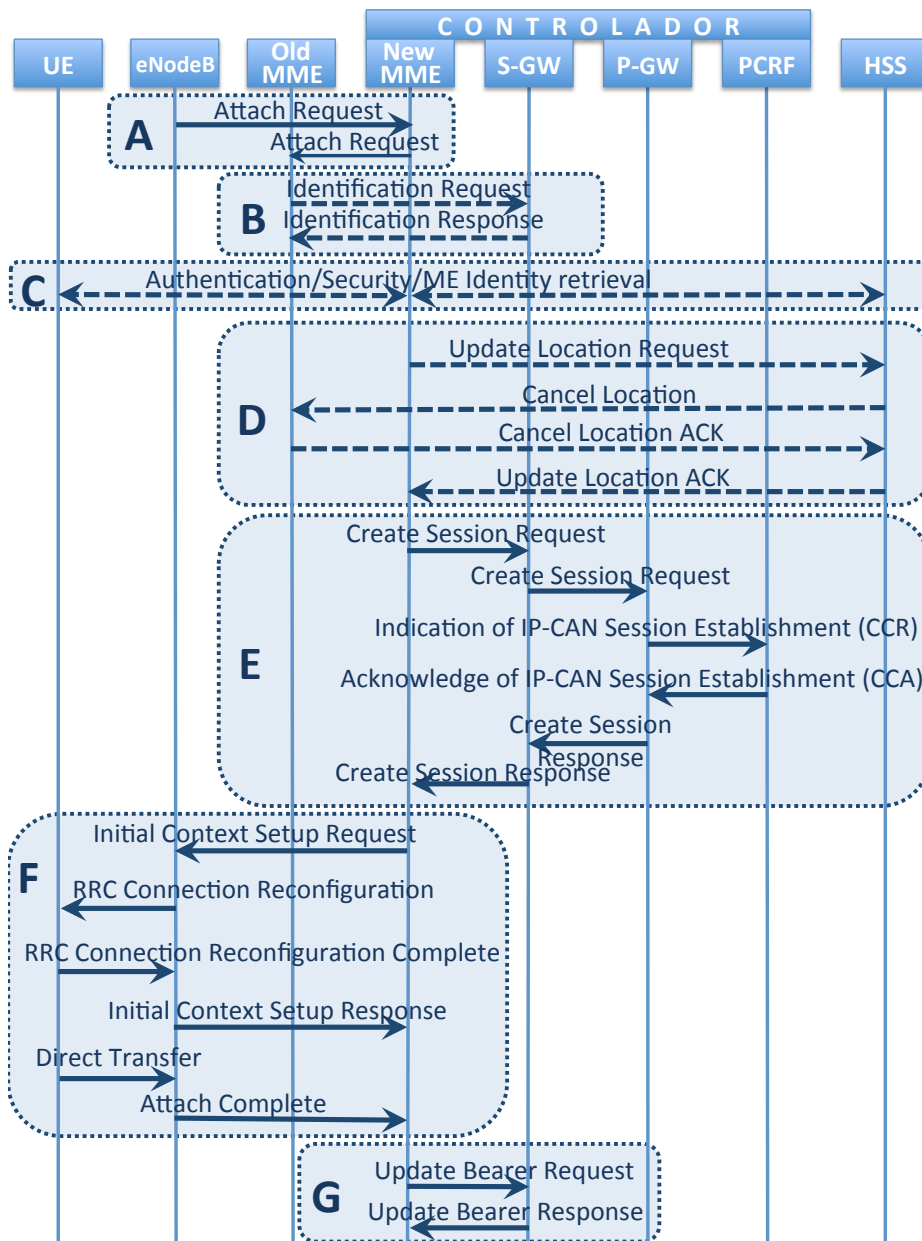 C O N T R O L A D O R
UE
eNodeB
Old
MME
New
MME
S-GW
P-GW
PCRF
HSS
A
Attach Request
Attach Request
B
Identification Request
Identification Response
C
Authentication/Security/ME Identity retrieval
D
Update Location Request
Cancel Location
Cancel Location ACK
Update Location ACK
E
Create Session Request
Create Session Request
Indication of IP-CAN Session Establishment (CCR)
Acknowledge of IP-CAN Session Establishment (CCA)
Create Session
Response
Create Session Response
F
Initial Context Setup Request
RRC Connection Reconfiguration
RRC Connection Reconfiguration Complete
Initial Context Setup Response
Direct Transfer
Attach Complete
G
Update Bearer Request
Update Bearer Response